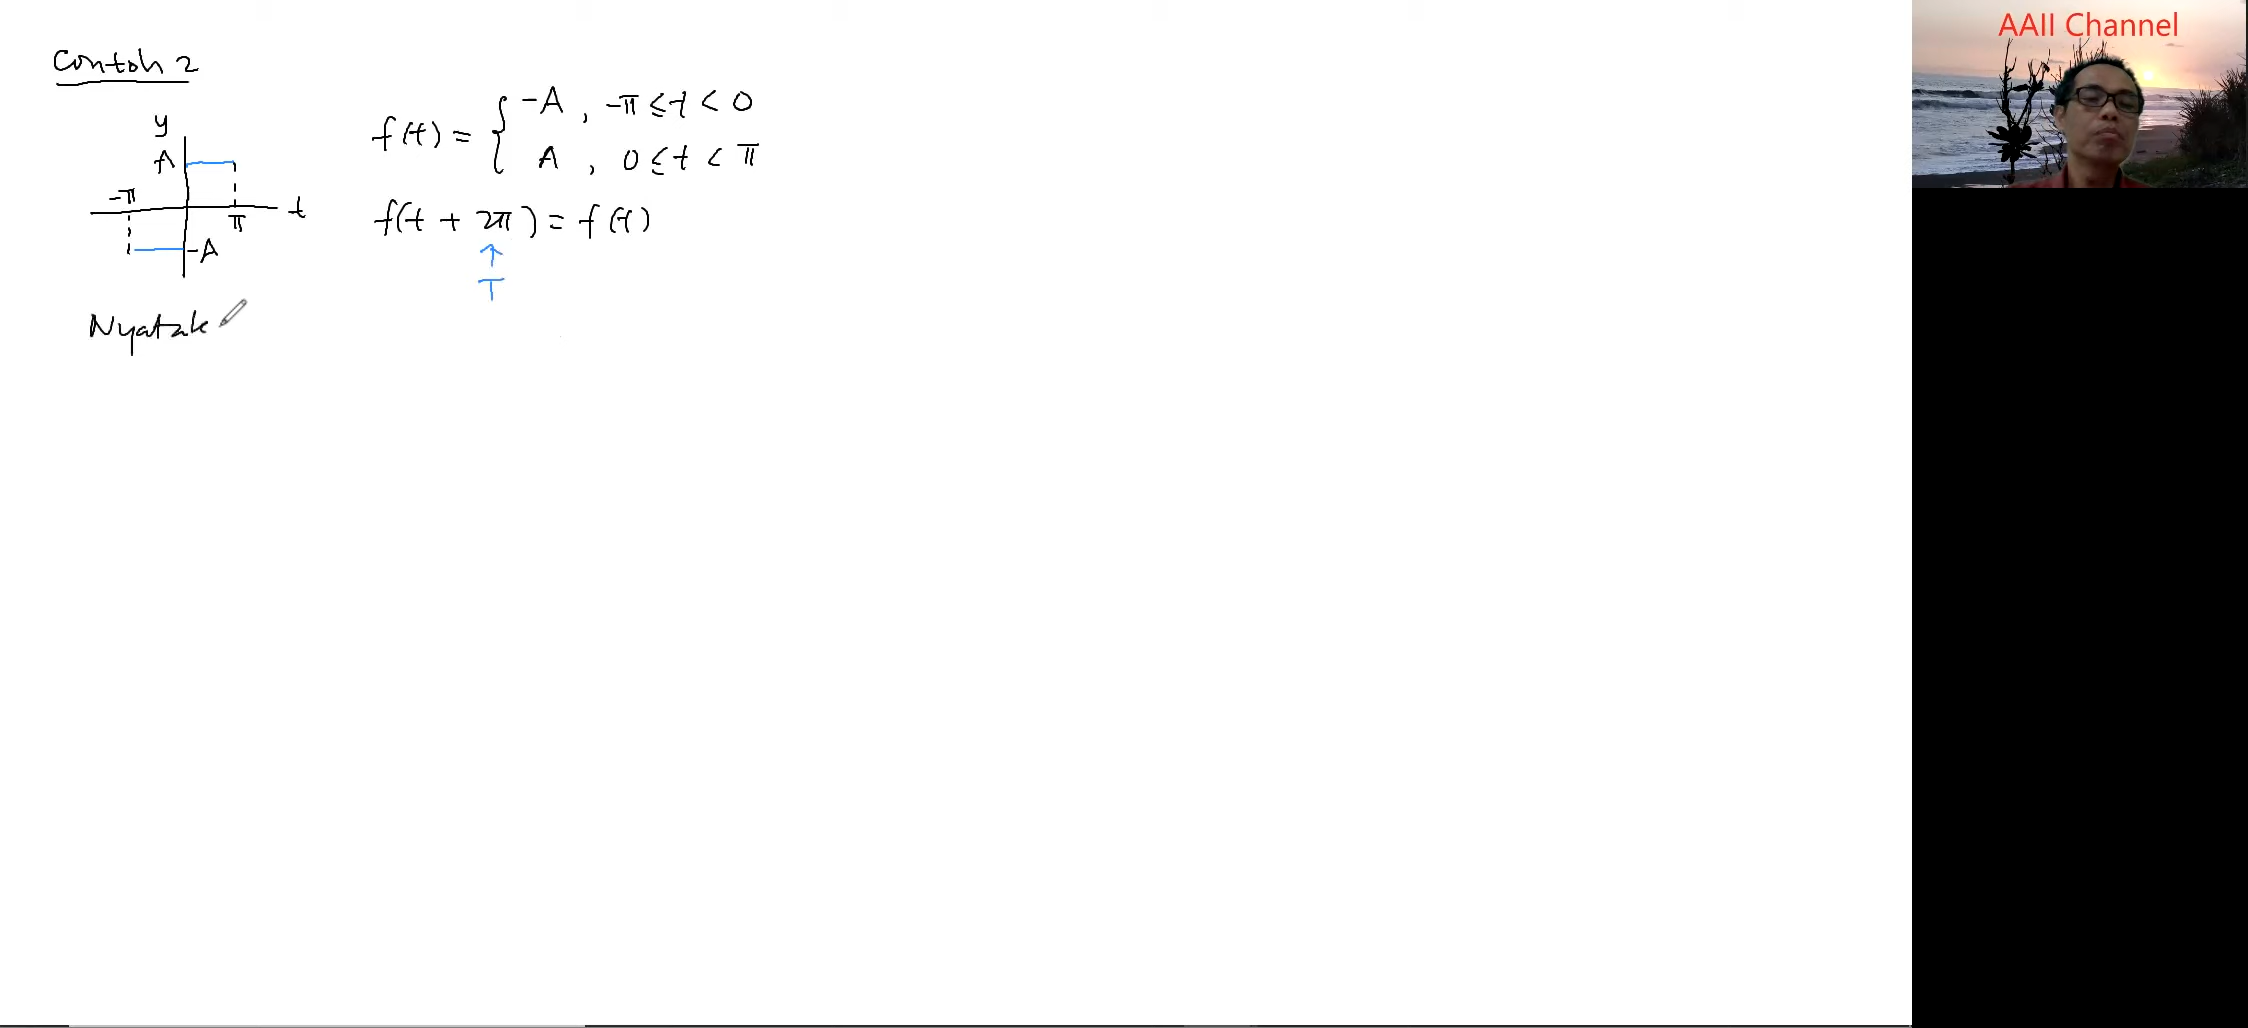 AAII Channel
Contoh 2
f(t) = { -A , -π ≤ t < 0
A , 0 ≤ t < π
y
A
-π
π
t
-A
f(t + 2π) = f(t)
↑
T
Nyatak